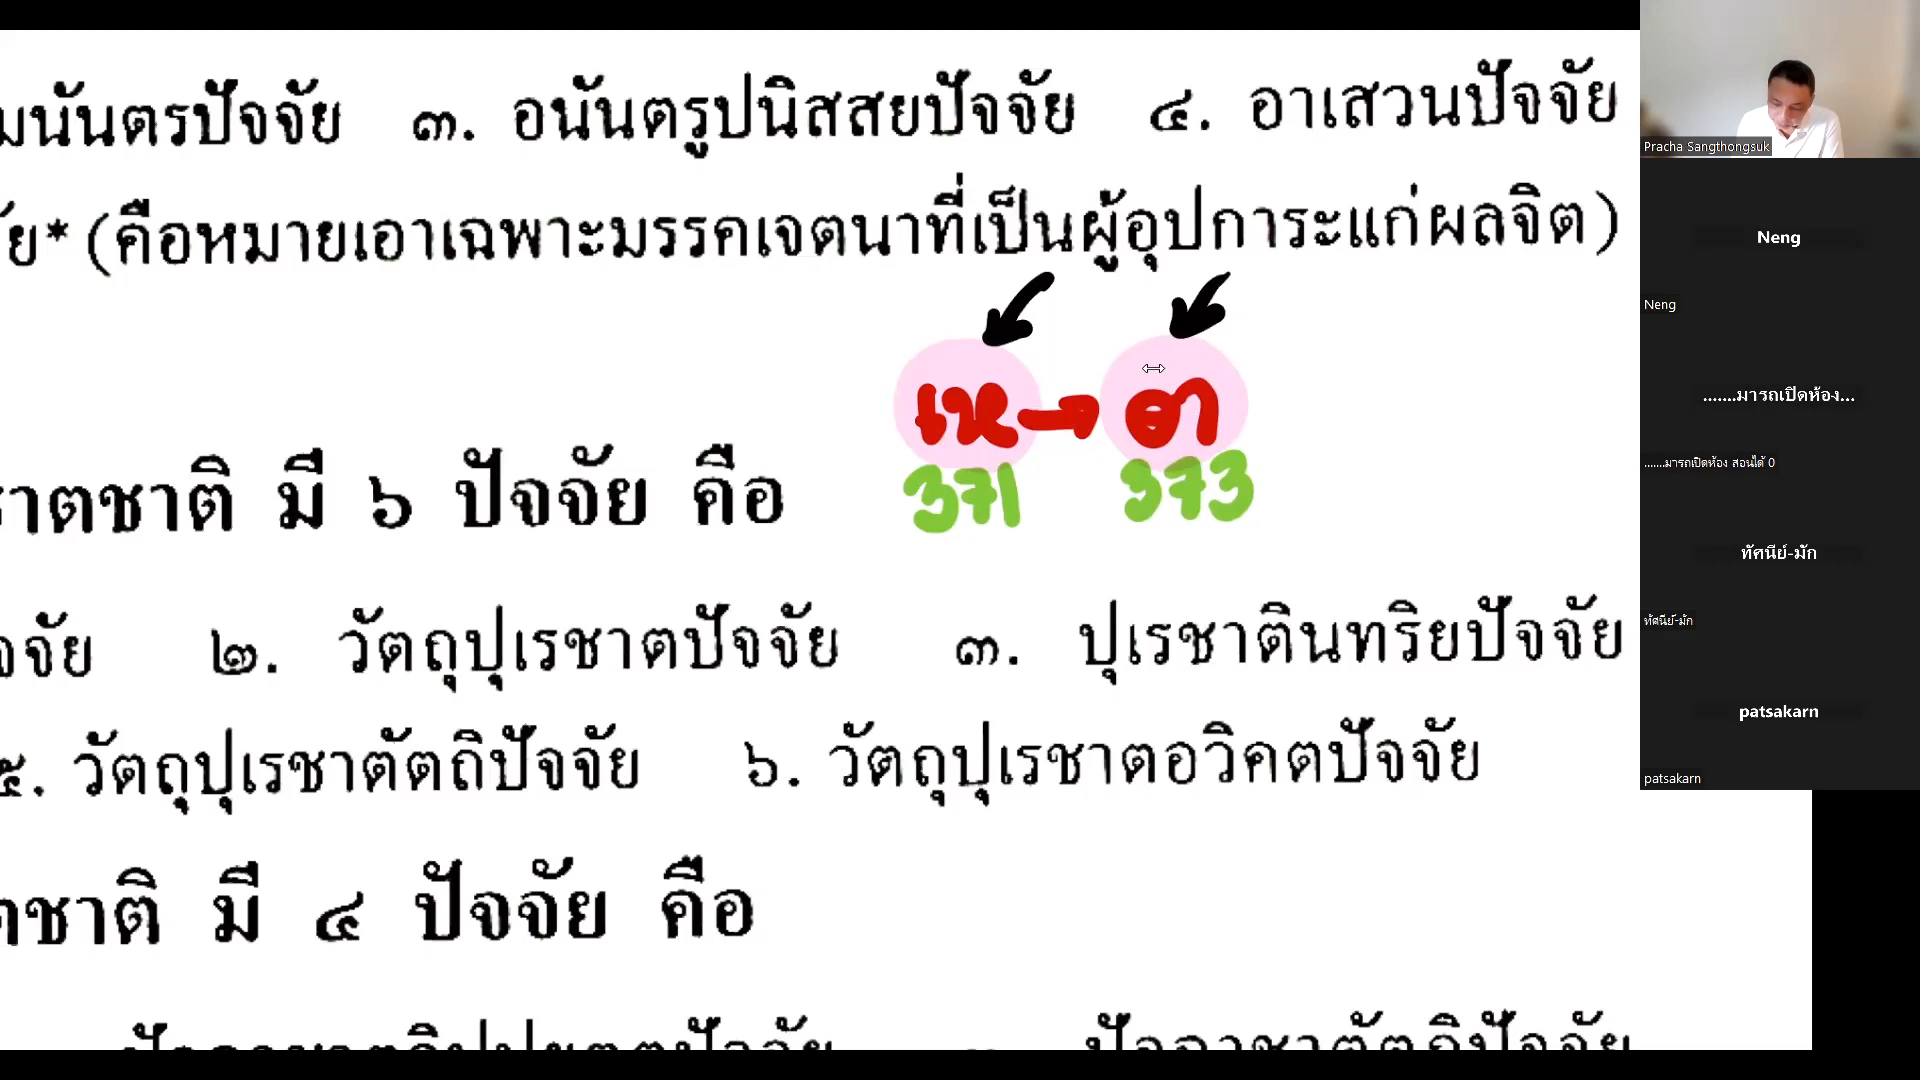 มนันตรปัจจัย ๓. อนันตรูปนิสสยปัจจัย ๔. อาเสวนปัจจัย
ัย* (คือหมายเอาเฉพาะมรรคเจตนาที่เป็นผู้อุปการะแก่ผลจิต)
เห → อา
371 373
ชาตชาติ มี ๖ ปัจจัย คือ
จจัย ๒. วัตถุปุเรชาตปัจจัย ๓. ปุเรชาตินทริยปัจจัย
๕. วัตถุปุเรชาตัตถิปัจจัย ๖. วัตถุปุเรชาตอวิคตปัจจัย
ตชาติ มี ๔ ปัจจัย คือ
Pracha Sangthongsuk
Neng
Neng
.......มารถเปิดห้อง...
.......มารถเปิดห้อง สอนได้ 0
ทัศนีย์-มัก
ทัศนีย์-มัก
patsakarn
patsakarn